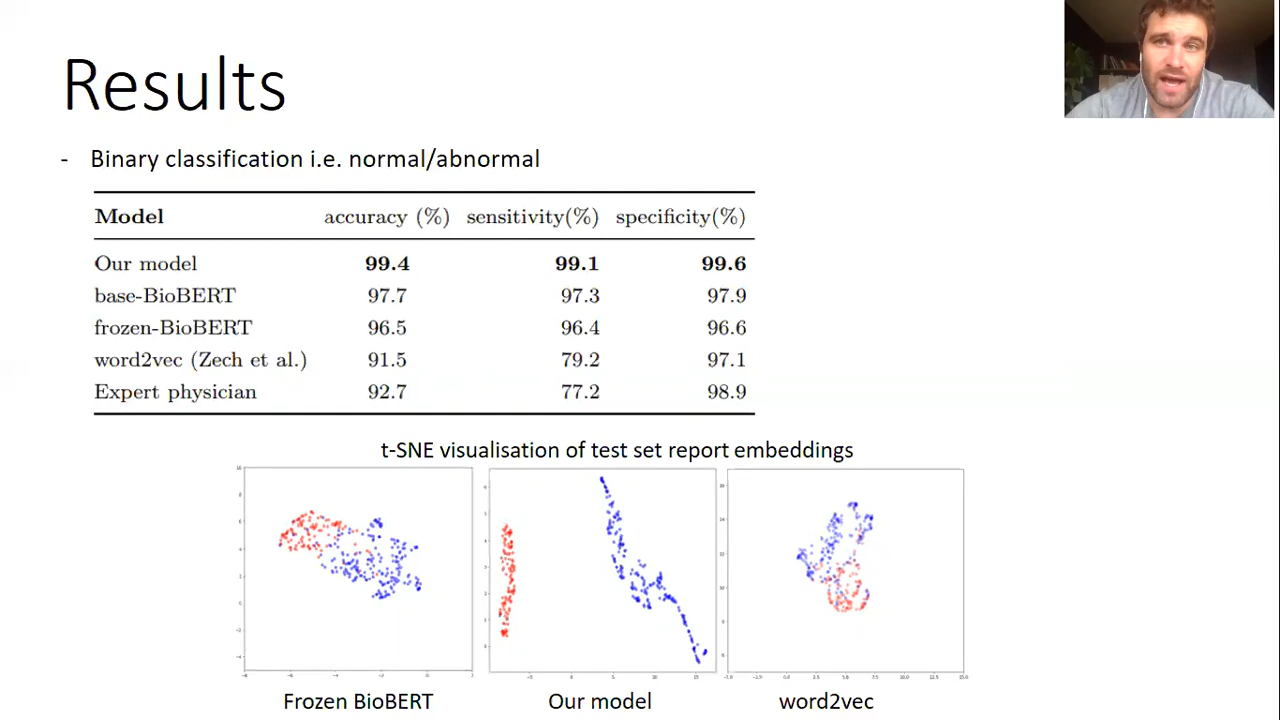 Results
- Binary classification i.e. normal/abnormal
Model accuracy (%) sensitivity(%) specificity(%)
Our model 99.4 99.1 99.6
base-BioBERT 97.7 97.3 97.9
frozen-BioBERT 96.5 96.4 96.6
word2vec (Zech et al.) 91.5 79.2 97.1
Expert physician 92.7 77.2 98.9
t-SNE visualisation of test set report embeddings
Frozen BioBERT Our model word2vec